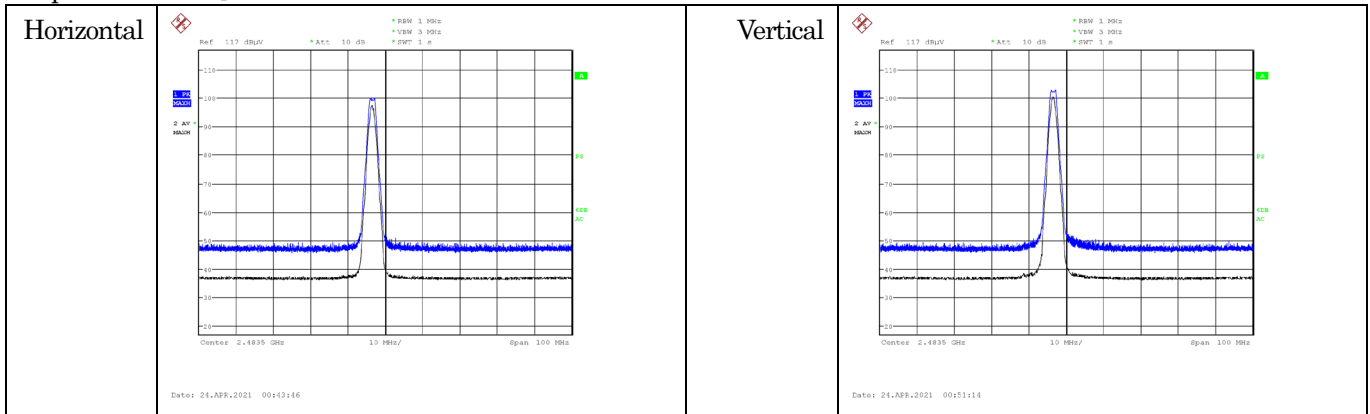 Horizontal
* RBW 1 MHz
* VBW 3 MHz
Ref 117 dBµV * Att 10 dB * SWT 1 s
110
A
1 PK
MAXH
100
2 AV *
MAXH
90
80
PS
70
60
6DB
AC
50
40
30
20
Center 2.4835 GHz 10 MHz/ Span 100 MHz
Date: 24.APR.2021 00:43:46
Vertical
* RBW 1 MHz
* VBW 3 MHz
Ref 117 dBµV * Att 10 dB * SWT 1 s
110
A
1 PK
MAXH
100
2 AV *
MAXH
90
80
PS
70
60
6DB
AC
50
40
30
20
Center 2.4835 GHz 10 MHz/ Span 100 MHz
Date: 24.APR.2021 00:51:14